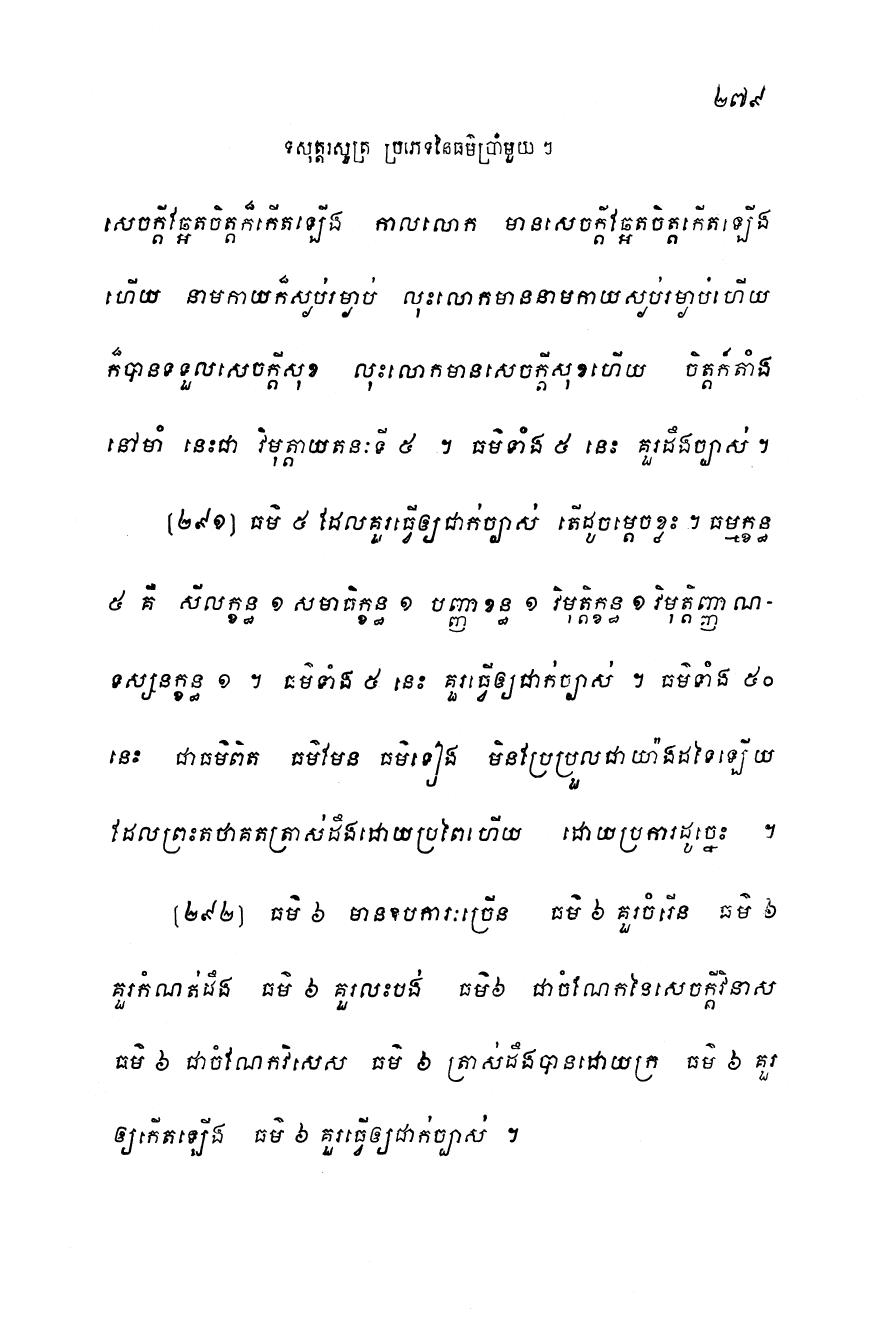 ២៧៩
ទសុត្តរសូត្រ ប្រភេទនៃធម៌ប្រាំមួយ ៗ
សេចក្តីឆ្អែតចិត្តក៏កើតឡើង កាលលោក មានសេចក្តីឆ្អែតចិត្តកើតឡើង
ហើយ នាមកាយក៏ស្ងប់រម្ងាប់ លុះលោកមាននាមកាយស្ងប់រម្ងាប់ហើយ
ក៏បានទទួលសេចក្តីសុខ លុះលោកមានសេចក្តីសុខហើយ ចិត្តក៏តាំង
នៅមាំ នេះជា វិមុត្តាយតនៈទី ៥ ។ ធម៌ទាំង ៥ នេះ គួរដឹងច្បាស់ ។
(២៩១) ធម៌ ៥ ដែលគួរធ្វើឲ្យជាក់ច្បាស់ តើដូចម្តេចខ្លះ ។ ធម្មក្ខន្ធ
៥ គឺ សីលក្ខន្ធ ១ សមាធិក្ខន្ធ ១ បញ្ញាខន្ធ ១ វិមុត្តិក្ខន្ធ ១ វិមុត្តិញ្ញាណ-
ទស្សនក្ខន្ធ ១ ។ ធម៌ទាំង ៥ នេះ គួរធ្វើឲ្យជាក់ច្បាស់ ។ ធម៌ទាំង ៥០
នេះ ជាធម៌ពិត ធម៌មែន ធម៌ទៀង មិនប្រែប្រួលជាយ៉ាងដទៃឡើយ
ដែលព្រះតថាគតត្រាស់ដឹងដោយប្រពៃហើយ ដោយប្រការដូច្នេះ ។
(២៩២) ធម៌ ៦ មានឧបការៈច្រើន ធម៌ ៦ គួរចំរើន ធម៌ ៦
គួរកំណត់ដឹង ធម៌ ៦ គួរលះបង់ ធម៌ ៦ ជាចំណែកនៃសេចក្តីវិនាស
ធម៌ ៦ ជាចំណែកវិសេស ធម៌ ៦ ត្រាស់ដឹងបានដោយក្រ ធម៌ ៦ គួរ
ឲ្យកើតឡើង ធម៌ ៦ គួរធ្វើឲ្យជាក់ច្បាស់ ។